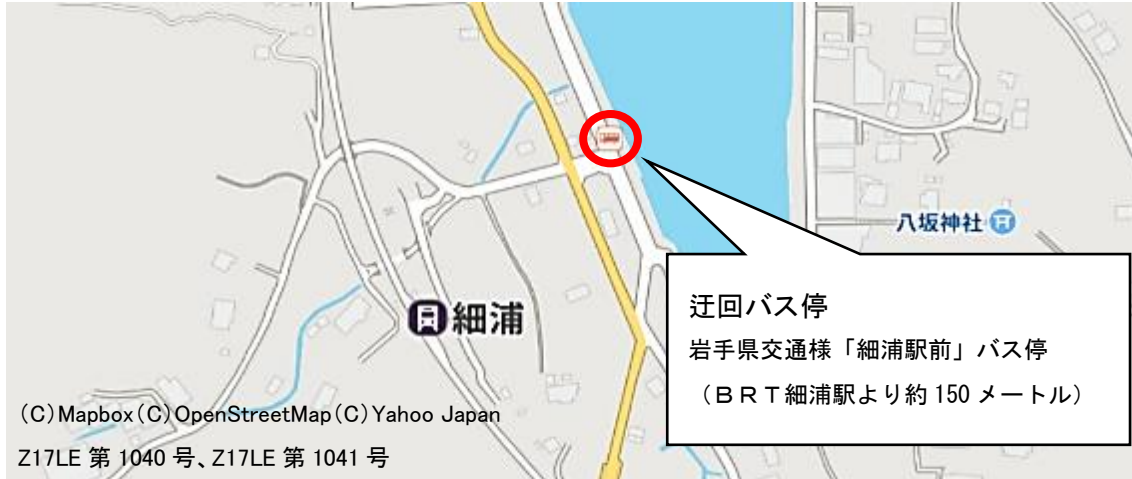 八坂神社
細浦
迂回バス停
岩手県交通様「細浦駅前」バス停
（ＢＲＴ細浦駅より約 150 メートル）
(C)Mapbox(C)OpenStreetMap(C)Yahoo Japan
Z17LE 第 1040 号、Z17LE 第 1041 号